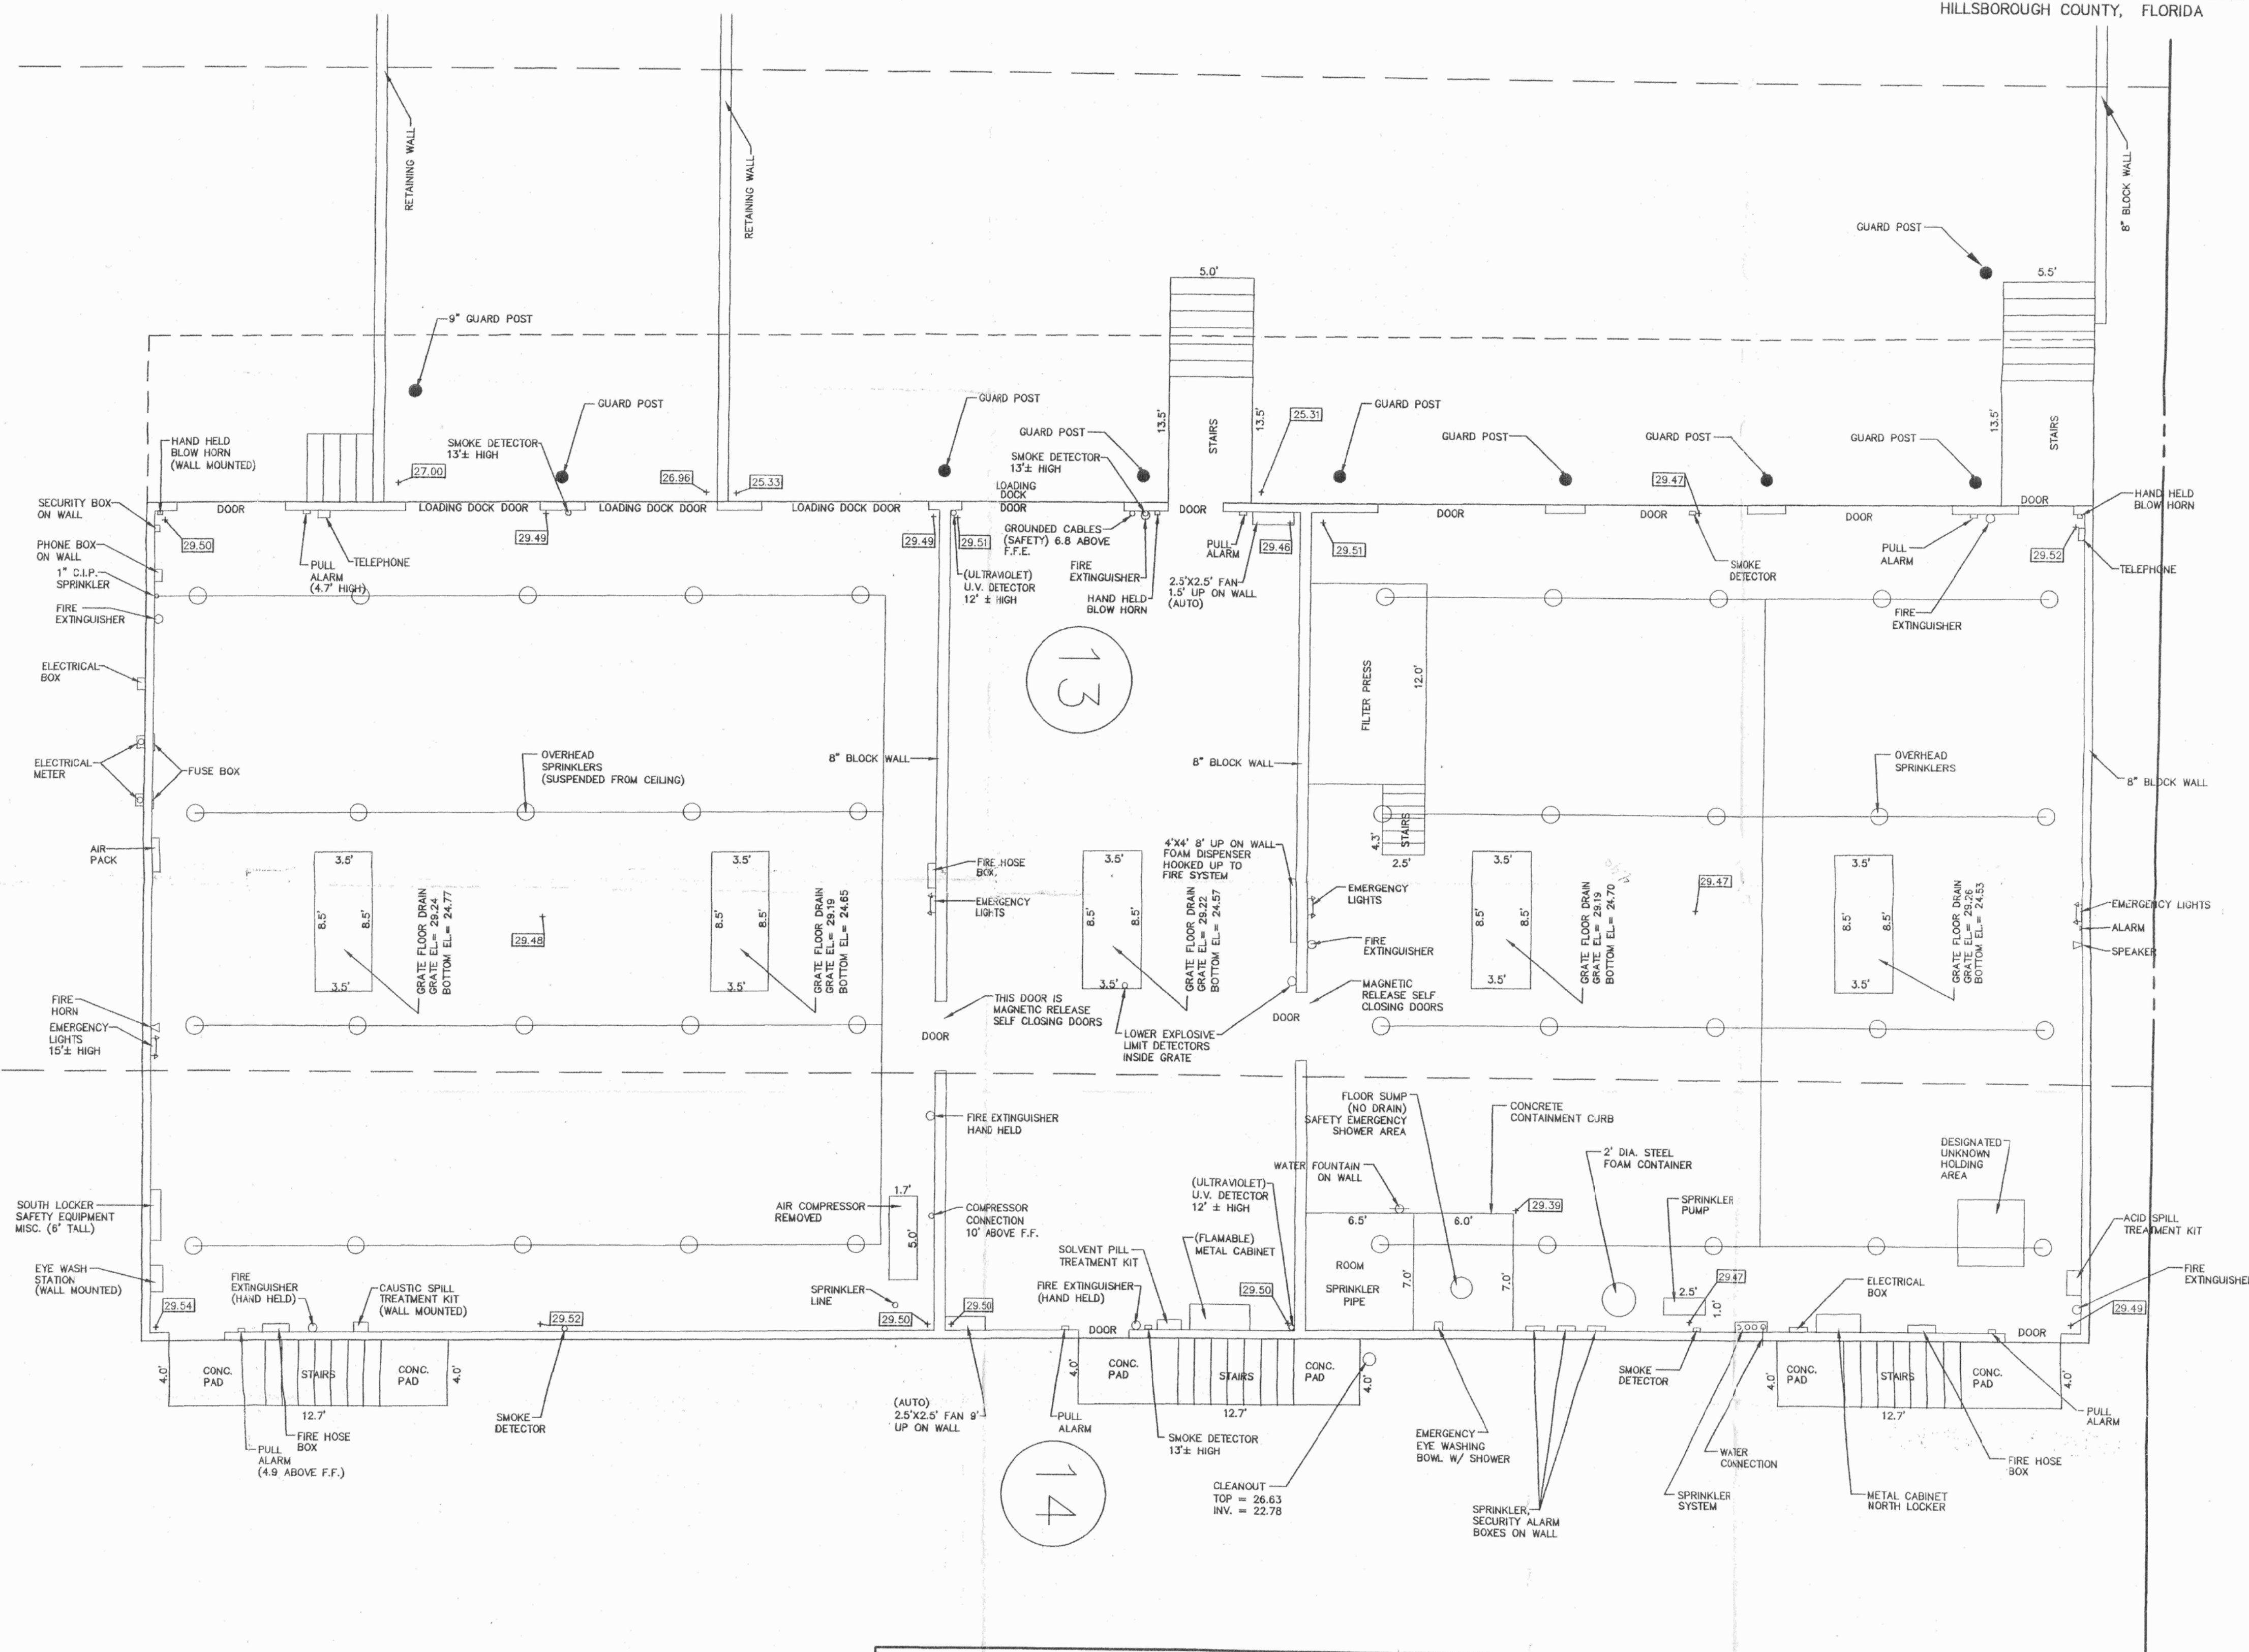 HILLSBOROUGH COUNTY, FLORIDA
RETAINING WALL
RETAINING WALL
8" BLOCK WALL
GUARD POST
5.0'
5.5'
9" GUARD POST
GUARD POST
GUARD POST
GUARD POST
SMOKE DETECTOR
13'± HIGH
13.5'
STAIRS
13.5'
25.31
GUARD POST
GUARD POST
GUARD POST
GUARD POST
13.5'
STAIRS
HAND HELD
BLOW HORN
(WALL MOUNTED)
SMOKE DETECTOR
13'± HIGH
27.00
26.96
25.33
29.47
SECURITY BOX
ON WALL
DOOR
LOADING DOCK DOOR
LOADING DOCK DOOR
LOADING DOCK DOOR
LOADING
DOCK
DOOR
DOOR
DOOR
DOOR
DOOR
DOOR
HAND HELD
BLOW HORN
29.50
29.49
29.49
29.51
GROUNDED CABLES
(SAFETY) 6.8 ABOVE
F.F.E.
PULL
ALARM
29.46
29.51
29.52
PHONE BOX
ON WALL
1" C.I.P.
SPRINKLER
FIRE
EXTINGUISHER
PULL
ALARM
(4.7' HIGH)
TELEPHONE
(ULTRAVIOLET)
U.V. DETECTOR
12' ± HIGH
FIRE
EXTINGUISHER
HAND HELD
BLOW HORN
2.5'X2.5' FAN
1.5' UP ON WALL
(AUTO)
SMOKE
DETECTOR
PULL
ALARM
FIRE
EXTINGUISHER
TELEPHONE
ELECTRICAL
BOX
13
FILTER PRESS
12.0'
ELECTRICAL
METER
FUSE BOX
OVERHEAD
SPRINKLERS
(SUSPENDED FROM CEILING)
8" BLOCK WALL
8" BLOCK WALL
OVERHEAD
SPRINKLERS
8" BLOCK WALL
AIR
PACK
4.3'
STAIRS
2.5'
3.5'
8.5'
8.5'
3.5'
GRATE FLOOR DRAIN
GRATE EL= 29.24
BOTTOM EL= 24.77
29.48
3.5'
8.5'
8.5'
3.5'
GRATE FLOOR DRAIN
GRATE EL= 29.19
BOTTOM EL= 24.65
FIRE HOSE
BOX
EMERGENCY
LIGHTS
3.5'
8.5'
8.5'
3.5'
GRATE FLOOR DRAIN
GRATE EL= 29.22
BOTTOM EL= 24.57
4'X4' 8' UP ON WALL
FOAM DISPENSER
HOOKED UP TO
FIRE SYSTEM
EMERGENCY
LIGHTS
FIRE
EXTINGUISHER
3.5'
8.5'
8.5'
3.5'
GRATE FLOOR DRAIN
GRATE EL= 29.19
BOTTOM EL= 24.70
29.47
3.5'
8.5'
8.5'
3.5'
GRATE FLOOR DRAIN
GRATE EL= 29.26
BOTTOM EL= 24.53
EMERGENCY LIGHTS
ALARM
SPEAKER
FIRE
HORN
EMERGENCY
LIGHTS
15'± HIGH
THIS DOOR IS
MAGNETIC RELEASE
SELF CLOSING DOORS
DOOR
LOWER EXPLOSIVE
LIMIT DETECTORS
INSIDE GRATE
MAGNETIC
RELEASE SELF
CLOSING DOORS
DOOR
FIRE EXTINGUISHER
HAND HELD
FLOOR SUMP
(NO DRAIN)
SAFETY EMERGENCY
SHOWER AREA
CONCRETE
CONTAINMENT CURB
2' DIA. STEEL
FOAM CONTAINER
DESIGNATED
UNKNOWN
HOLDING
AREA
WATER FOUNTAIN
ON WALL
SOUTH LOCKER
SAFETY EQUIPMENT
MISC. (6' TALL)
AIR COMPRESSOR
REMOVED
1.7'
5.0'
COMPRESSOR
CONNECTION
10' ABOVE F.F.
(ULTRAVIOLET)
U.V. DETECTOR
12' ± HIGH
6.5'
6.0'
29.39
SPRINKLER
PUMP
ACID SPILL
TREATMENT KIT
EYE WASH
STATION
(WALL MOUNTED)
FIRE
EXTINGUISHER
(HAND HELD)
CAUSTIC SPILL
TREATMENT KIT
(WALL MOUNTED)
SPRINKLER
LINE
SOLVENT PILL
TREATMENT KIT
(FLAMABLE)
METAL CABINET
FIRE EXTINGUISHER
(HAND HELD)
ROOM
SPRINKLER
PIPE
7.0'
7.0'
2.5'
1.0'
29.47
ELECTRICAL
BOX
FIRE
EXTINGUISHER
29.54
29.52
29.50
29.50
29.50
29.49
DOOR
DOOR
4.0'
CONC.
PAD
STAIRS
CONC.
PAD
4.0'
12.7'
4.0'
CONC.
PAD
STAIRS
CONC.
PAD
4.0'
12.7'
SMOKE
DETECTOR
4.0'
CONC.
PAD
STAIRS
CONC.
PAD
4.0'
12.7'
PULL
ALARM
(4.9 ABOVE F.F.)
FIRE HOSE
BOX
SMOKE
DETECTOR
(AUTO)
2.5'X2.5' FAN 9'
UP ON WALL
PULL
ALARM
SMOKE DETECTOR
13'± HIGH
14
CLEANOUT
TOP = 26.63
INV. = 22.78
EMERGENCY
EYE WASHING
BOWL W/ SHOWER
SPRINKLER,
SECURITY ALARM
BOXES ON WALL
WATER
CONNECTION
SPRINKLER
SYSTEM
METAL CABINET
NORTH LOCKER
FIRE HOSE
BOX
PULL
ALARM